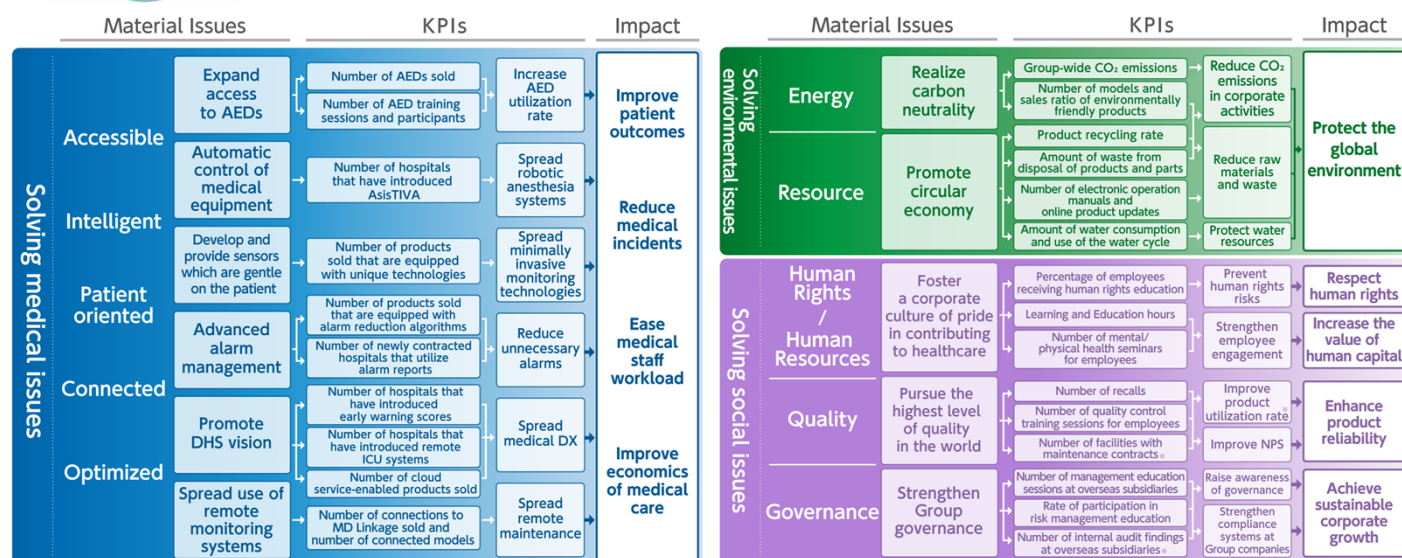 Material Issues
KPIs
Impact
Solving medical issues
Accessible
Intelligent
Patient
oriented
Connected
Optimized
Expand
access
to AEDs
Number of AEDs sold
Number of AED training
sessions and participants
Increase
AED
utilization
rate
Automatic
control of
medical
equipment
Number of hospitals
that have introduced
AsisTIVA
Spread
robotic
anesthesia
systems
Develop and
provide sensors
which are gentle
on the patient
Number of products
sold that are equipped
with unique technologies
Spread
minimally
invasive
monitoring
technologies
Advanced
alarm
management
Number of products sold
that are equipped with
alarm reduction algorithms
Number of newly contracted
hospitals that utilize
alarm reports
Reduce
unnecessary
alarms
Promote
DHS vision
Number of hospitals that
have introduced
early warning scores
Number of hospitals that
have introduced remote
ICU systems
Number of cloud
service-enabled products sold
Spread
medical DX
Spread use of
remote
monitoring
systems
Number of connections to
MD Linkage sold and
number of connected models
Spread
remote
maintenance
Improve
patient
outcomes
Reduce
medical
incidents
Ease
medical
staff
workload
Improve
economics
of medical
care
Material Issues
KPIs
Impact
Solving
environmental issues
Energy
Realize
carbon
neutrality
Group-wide CO₂ emissions
Number of models and
sales ratio of environmentally
friendly products
Reduce CO₂
emissions
in corporate
activities
Resource
Promote
circular
economy
Product recycling rate
Amount of waste from
disposal of products and parts
Number of electronic operation
manuals and
online product updates
Amount of water consumption
and use of the water cycle
Reduce raw
materials
and waste
Protect water
resources
Protect the
global
environment
Solving social issues
Human
Rights
/
Human
Resources
Foster
a corporate
culture of pride
in contributing
to healthcare
Percentage of employees
receiving human rights education
Learning and Education hours
Number of mental/
physical health seminars
for employees
Prevent
human rights
risks
Strengthen
employee
engagement
Respect
human rights
Increase the
value of
human capital
Quality
Pursue the
highest level
of quality
in the world
Number of recalls
Number of quality control
training sessions for employees
Number of facilities with
maintenance contracts※
Improve
product
utilization rate※
Improve NPS
Enhance
product
reliability
Governance
Strengthen
Group
governance
Number of management education
sessions at overseas subsidiaries
Rate of participation in
risk management education
Number of internal audit findings
at overseas subsidiaries※
Raise awareness
of governance
Strengthen
compliance
systems at
Group companies
Achieve
sustainable
corporate
growth